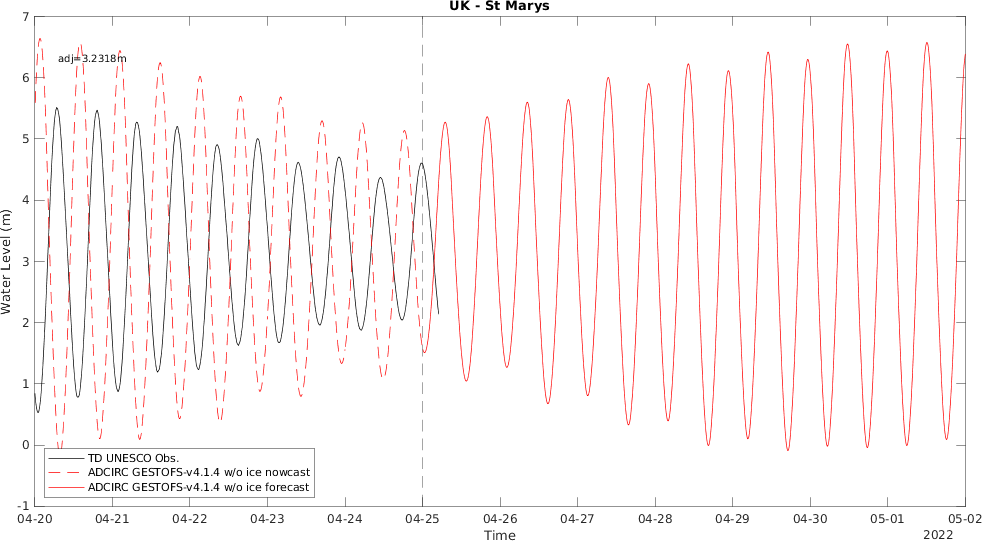 UK - St Marys
7
6
5
4
3
2
1
0
-1
Water Level (m)
adj=3.2318m
TD UNESCO Obs.
ADCIRC GESTOFS-v4.1.4 w/o ice nowcast
ADCIRC GESTOFS-v4.1.4 w/o ice forecast
04-20 04-21 04-22 04-23 04-24 04-25 04-26 04-27 04-28 04-29 04-30 05-01 05-02
Time
2022